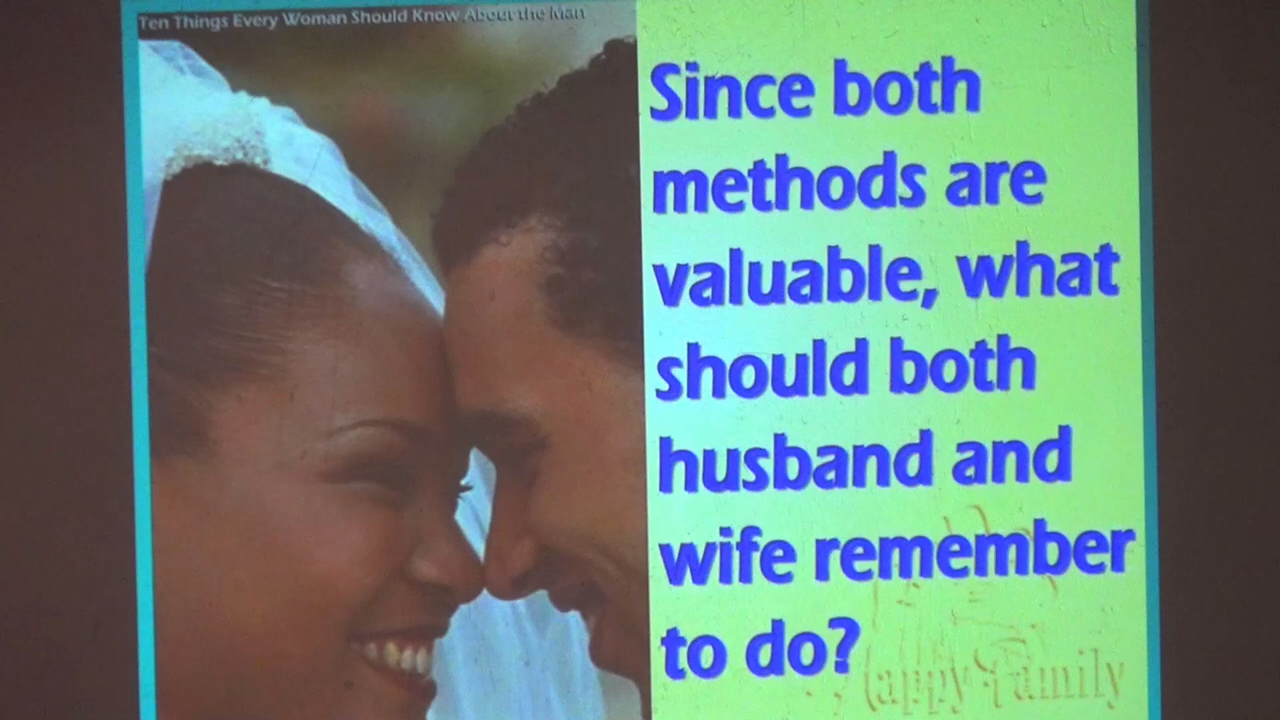 Ten Things Every Woman Should Know About the Man
Since both
methods are
valuable, what
should both
husband and
wife remember
to do?
Happy Family